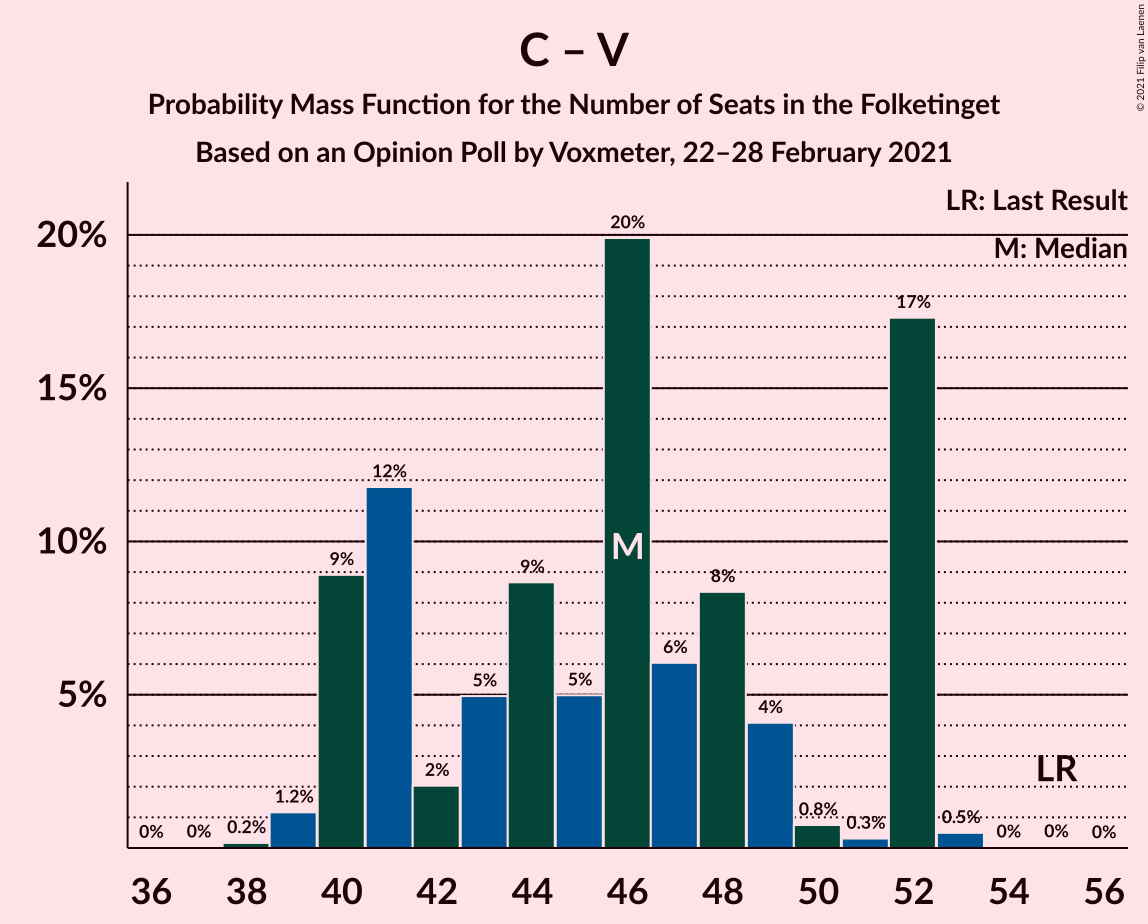 C – V
Probability Mass Function for the Number of Seats in the Folketinget
Based on an Opinion Poll by Voxmeter, 22–28 February 2021
© 2021 Filip van Laenen
LR: Last Result
M: Median
20%
15%
10%
5%
0%
0%
0.2%
1.2%
9%
12%
2%
5%
9%
5%
20%
6%
8%
4%
0.8%
0.3%
17%
0.5%
0%
0%
0%
M
LR
36 38 40 42 44 46 48 50 52 54 56